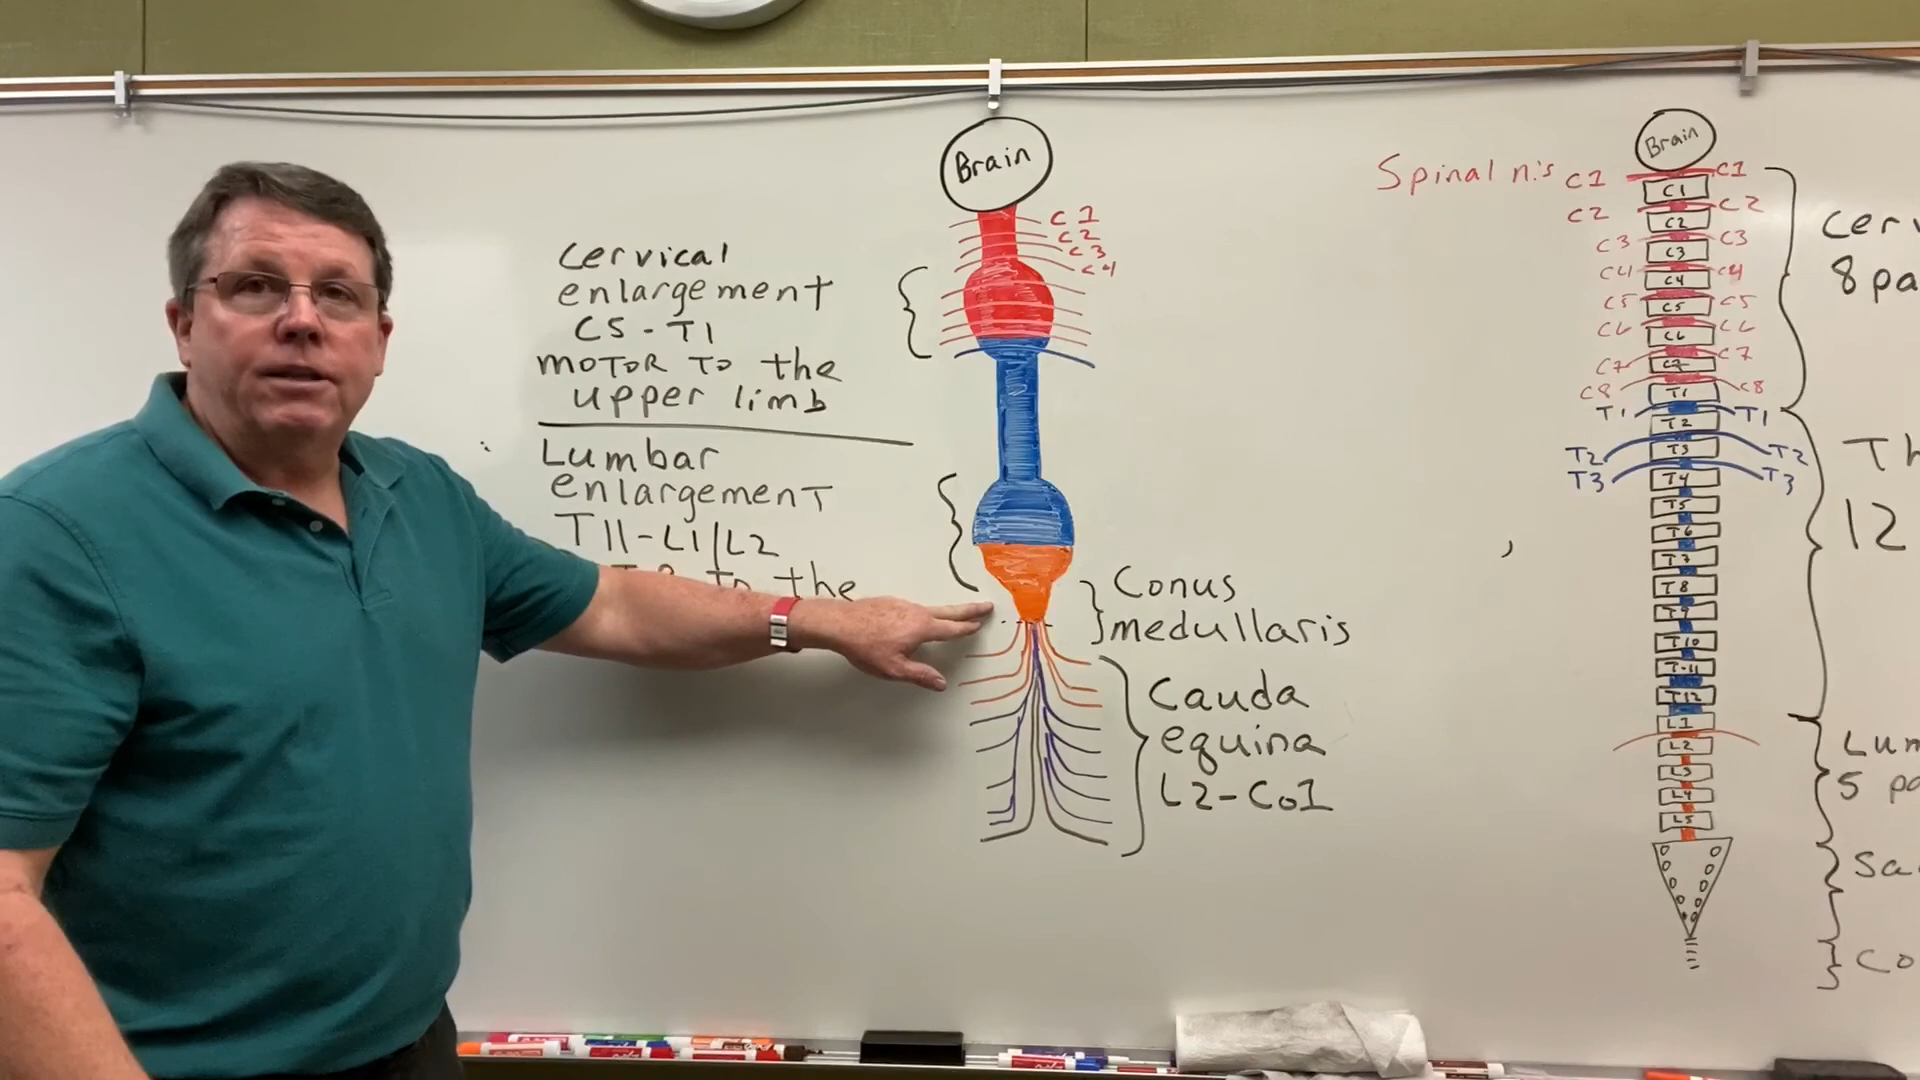 Brain
C1
C2
C3
C4
Cervical
enlargement
C5-T1
MOTOR TO the
upper limb
Lumbar
enlargement
T11-L1/L2
to the
Conus
medullaris
Cauda
equina
L2-Co1
Brain
Spinal n.'s
C1 C1 C1
C2 C2 C2
C3 C3 C3
C4 C4 C4
C5 C5 C5
C6 C6 C6
C7 C7 C7
C8 T1 C8
T1 T2 T1
T2 T3 T2
T3 T4 T3
T5
T6
T7
T8
T9
T10
T-11
T12
L1
L2
L3
L4
L5
Cerv
8 pa
Th
12
Lum
5 pa
Sa
Co